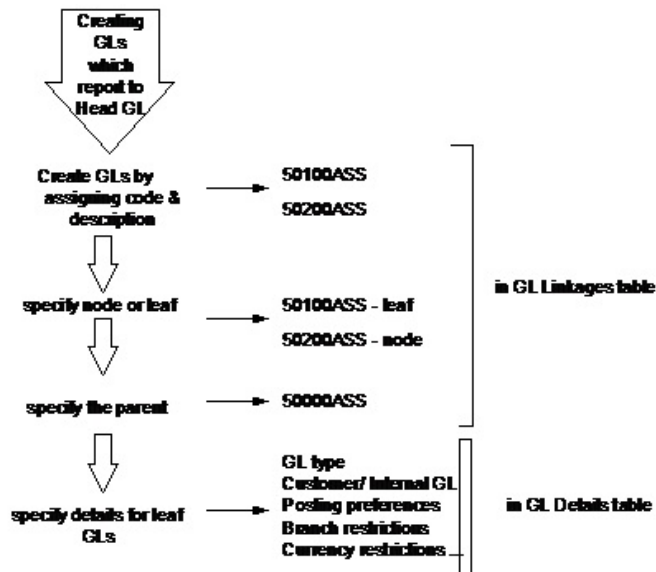 Creating
GLs
which
report to
Head GL
Create GLs by
assigning code &
description
50100ASS
50200ASS
in GL Linkages table
specify node or leaf
50100ASS - leaf
50200ASS - node
specify the parent
50000ASS
specify details for leaf
GLs
GL type
Customer/ Internal GL
Posting preferences
Branch restrictions
Currency restrictions
in GL Details table